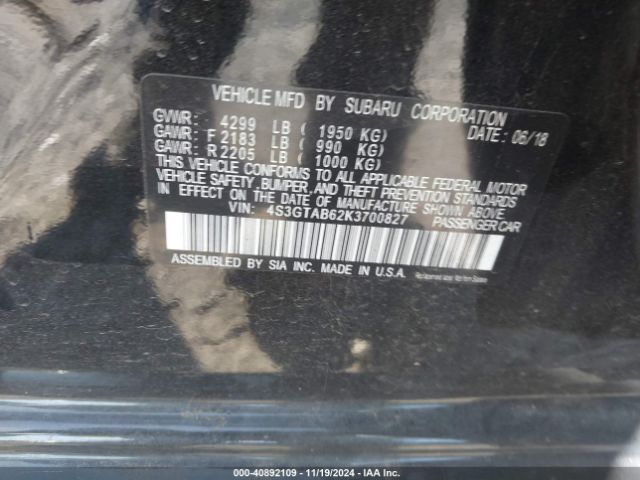 VEHICLE MFD BY SUBARU CORPORATION
GVWR: 4299 LB ( 1950 KG) DATE: 06/18
GAWR: F 2183 LB ( 990 KG)
GAWR: R 2205 LB ( 1000 KG)
THIS VEHICLE CONFORMS TO ALL APPLICABLE FEDERAL MOTOR
VEHICLE SAFETY, BUMPER, AND THEFT PREVENTION STANDARDS
IN EFFECT ON THE DATE OF MANUFACTURE SHOWN ABOVE.
VIN: 4S3GTAB62K3700827 PASSENGER CAR
ASSEMBLED BY SIA INC. MADE IN U.S.A.
000-40892109 - 11/19/2024 - IAA Inc.